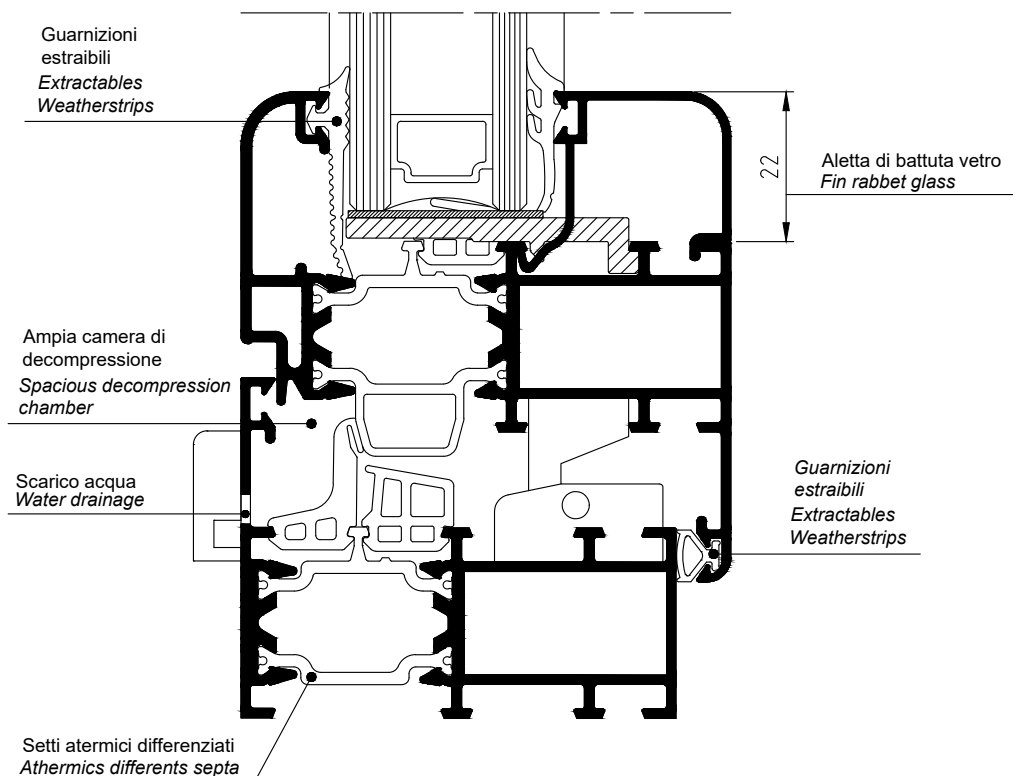 Guarnizioni
estraibili
Extractables
Weatherstrips
22
Aletta di battuta vetro
Fin rabbet glass
Ampia camera di
decompressione
Spacious decompression
chamber
Scarico acqua
Water drainage
Guarnizioni
estraibili
Extractables
Weatherstrips
Setti atermici differenziati
Athermics differents septa